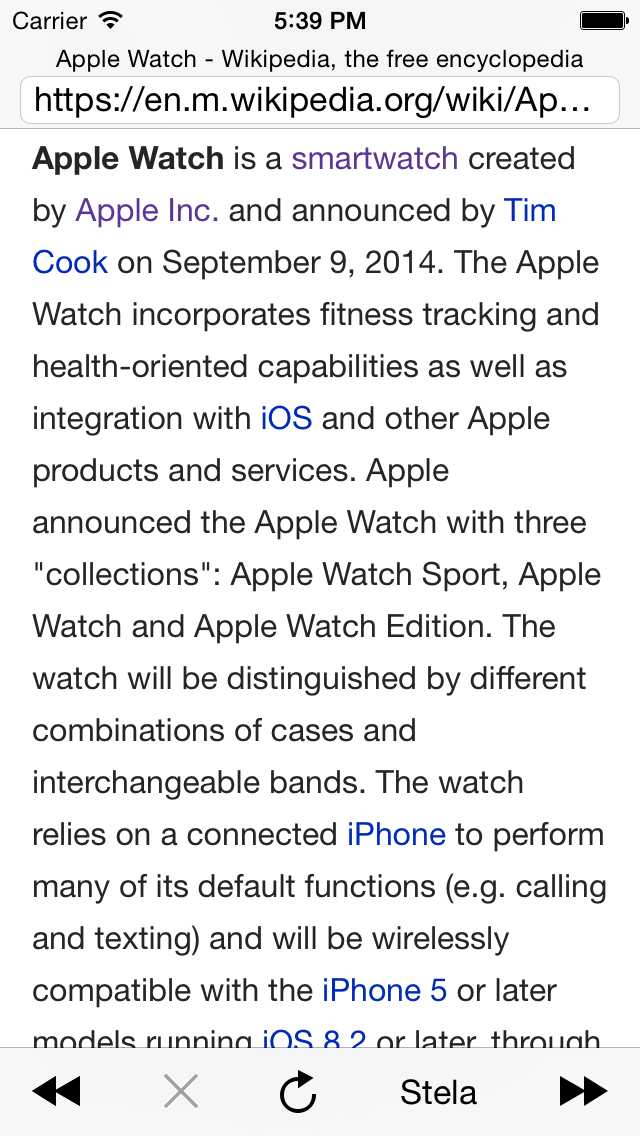 Carrier 5:39 PM
Apple Watch - Wikipedia, the free encyclopedia
https://en.m.wikipedia.org/wiki/Ap...
Apple Watch is a smartwatch created
by Apple Inc. and announced by Tim
Cook on September 9, 2014. The Apple
Watch incorporates fitness tracking and
health-oriented capabilities as well as
integration with iOS and other Apple
products and services. Apple
announced the Apple Watch with three
"collections": Apple Watch Sport, Apple
Watch and Apple Watch Edition. The
watch will be distinguished by different
combinations of cases and
interchangeable bands. The watch
relies on a connected iPhone to perform
many of its default functions (e.g. calling
and texting) and will be wirelessly
compatible with the iPhone 5 or later
models running iOS 8.2 or later, through
Stela